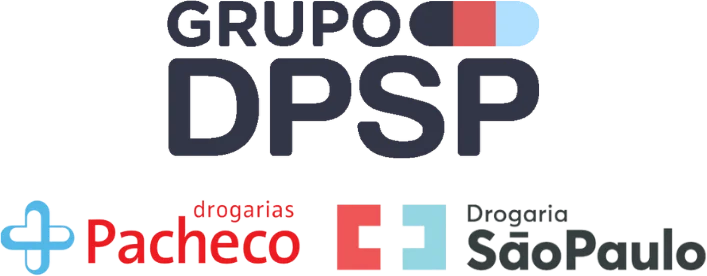 GRUPO
DPSP
drogarias
Pacheco
Drogaria
SãoPaulo